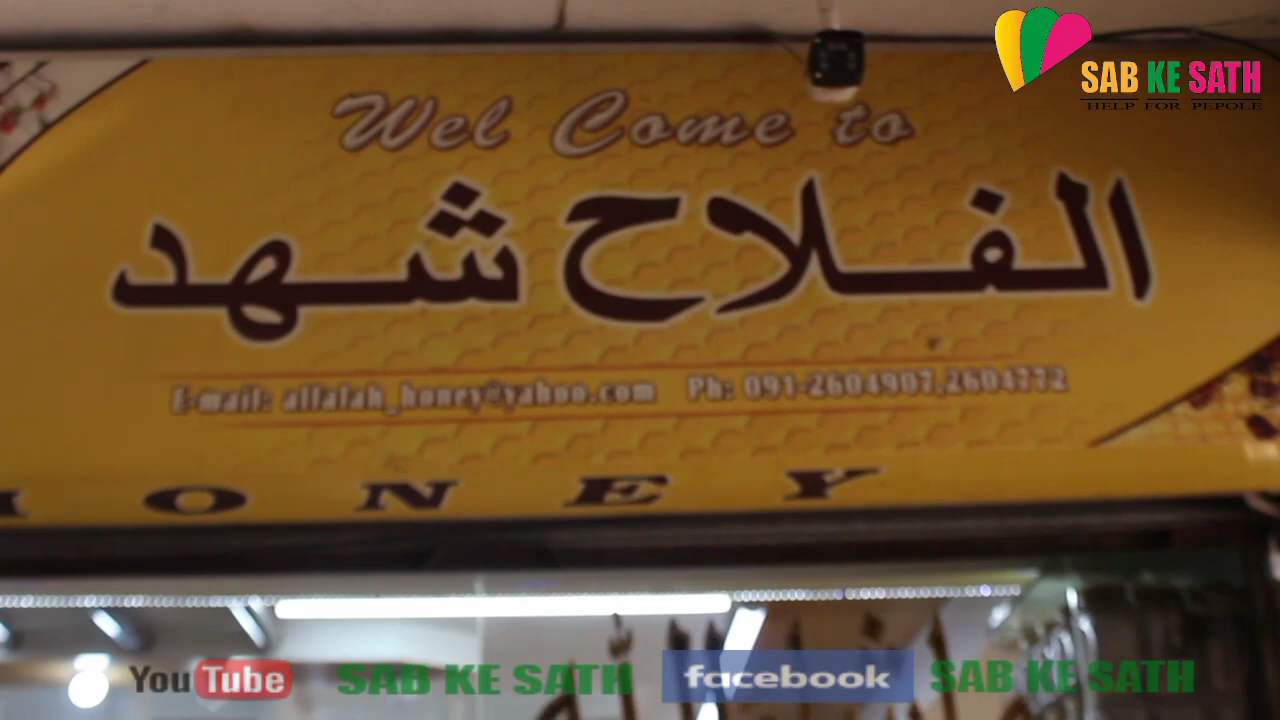 SAB KE SATH
HELP FOR PEPOLE
Wel Come to
الفلاح شهد
E-mail: alfalah_honey@yahoo.com Ph: 091-2604907,2604772
ONEY
YouTube SAB KE SATH facebook SAB KE SATH